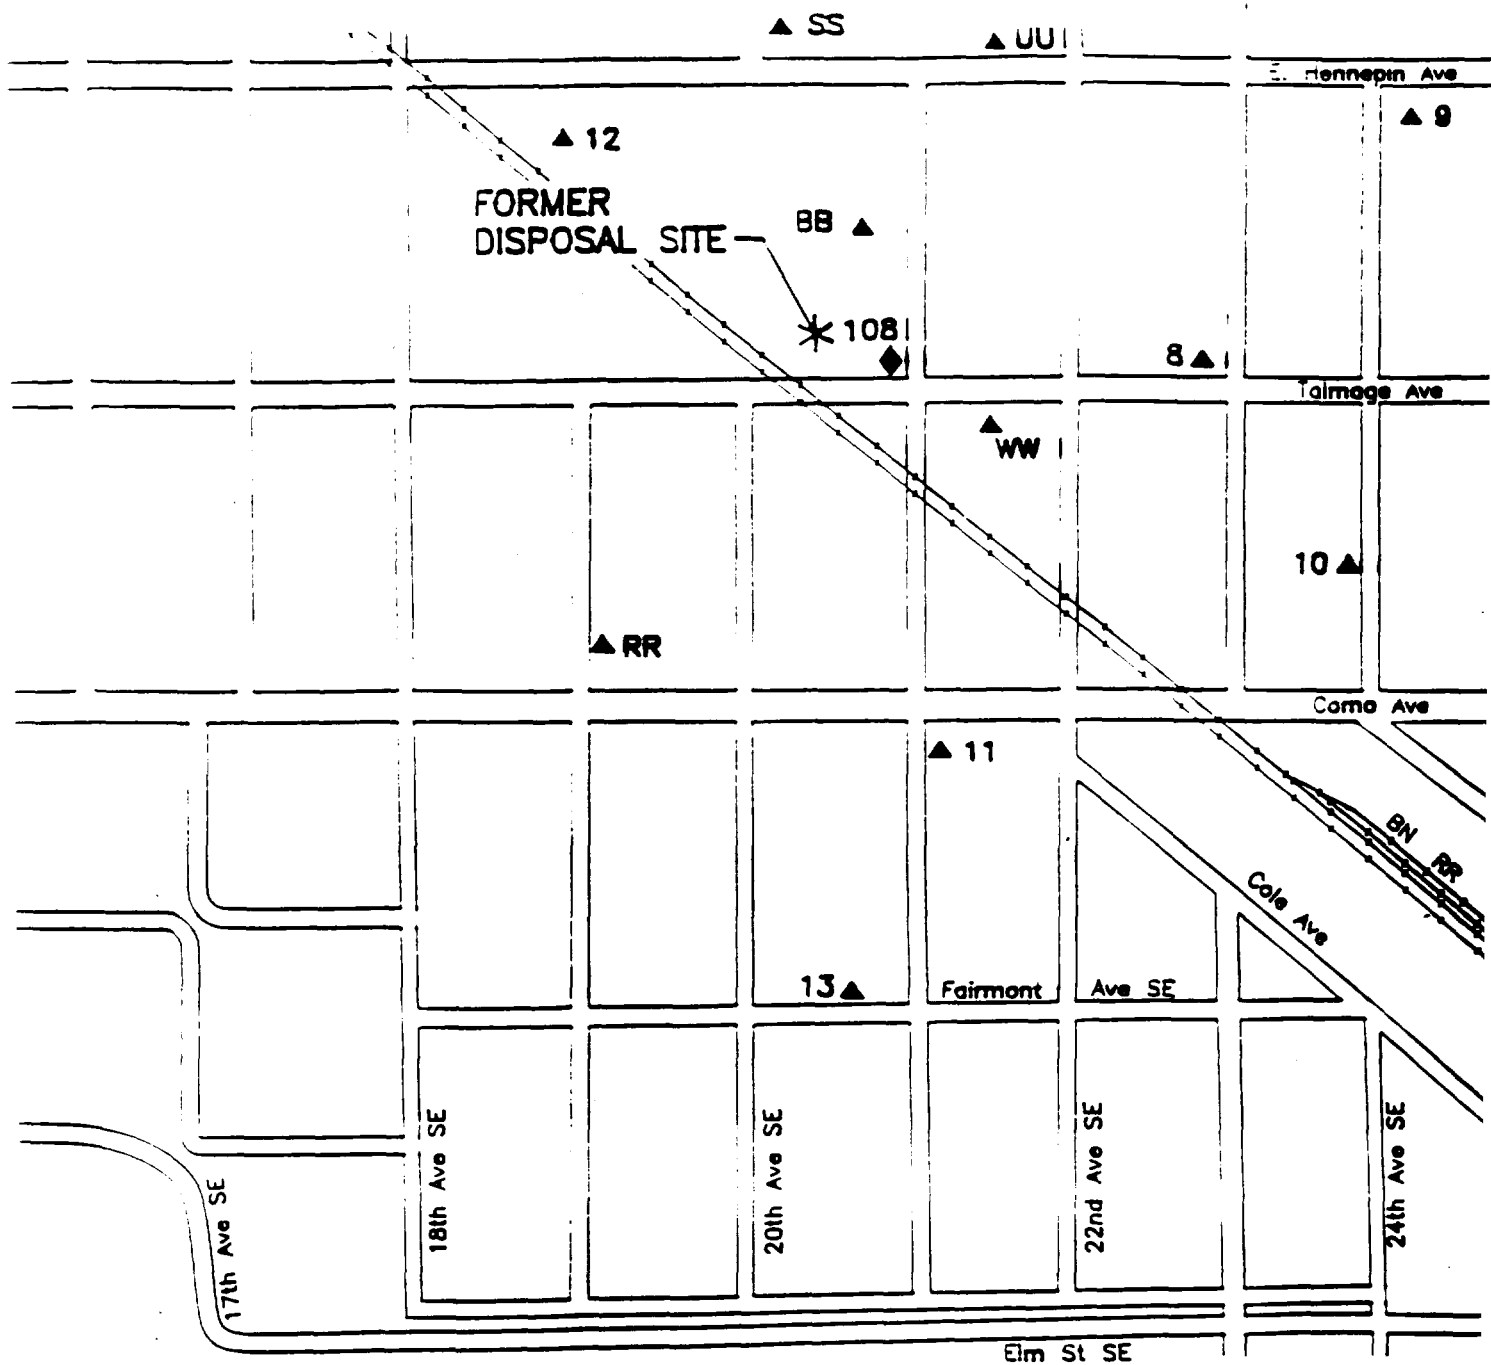 SS
UU
E. Hennepin Ave
9
12
FORMER
DISPOSAL SITE
BB
108
8
Talmage Ave
WW
10
RR
Como Ave
11
BN RR
Cole Ave
13
Fairmont Ave SE
17th Ave SE
18th Ave SE
20th Ave SE
22nd Ave SE
24th Ave SE
Elm St SE